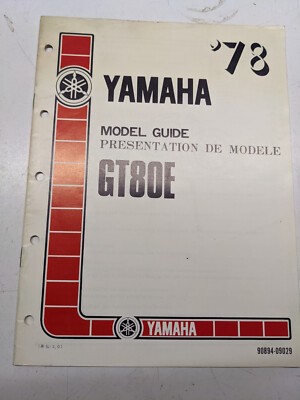 '78
YAMAHA
MODEL GUIDE
PRESENTATION DE MODELE
GT80E
YAMAHA
90894-09029